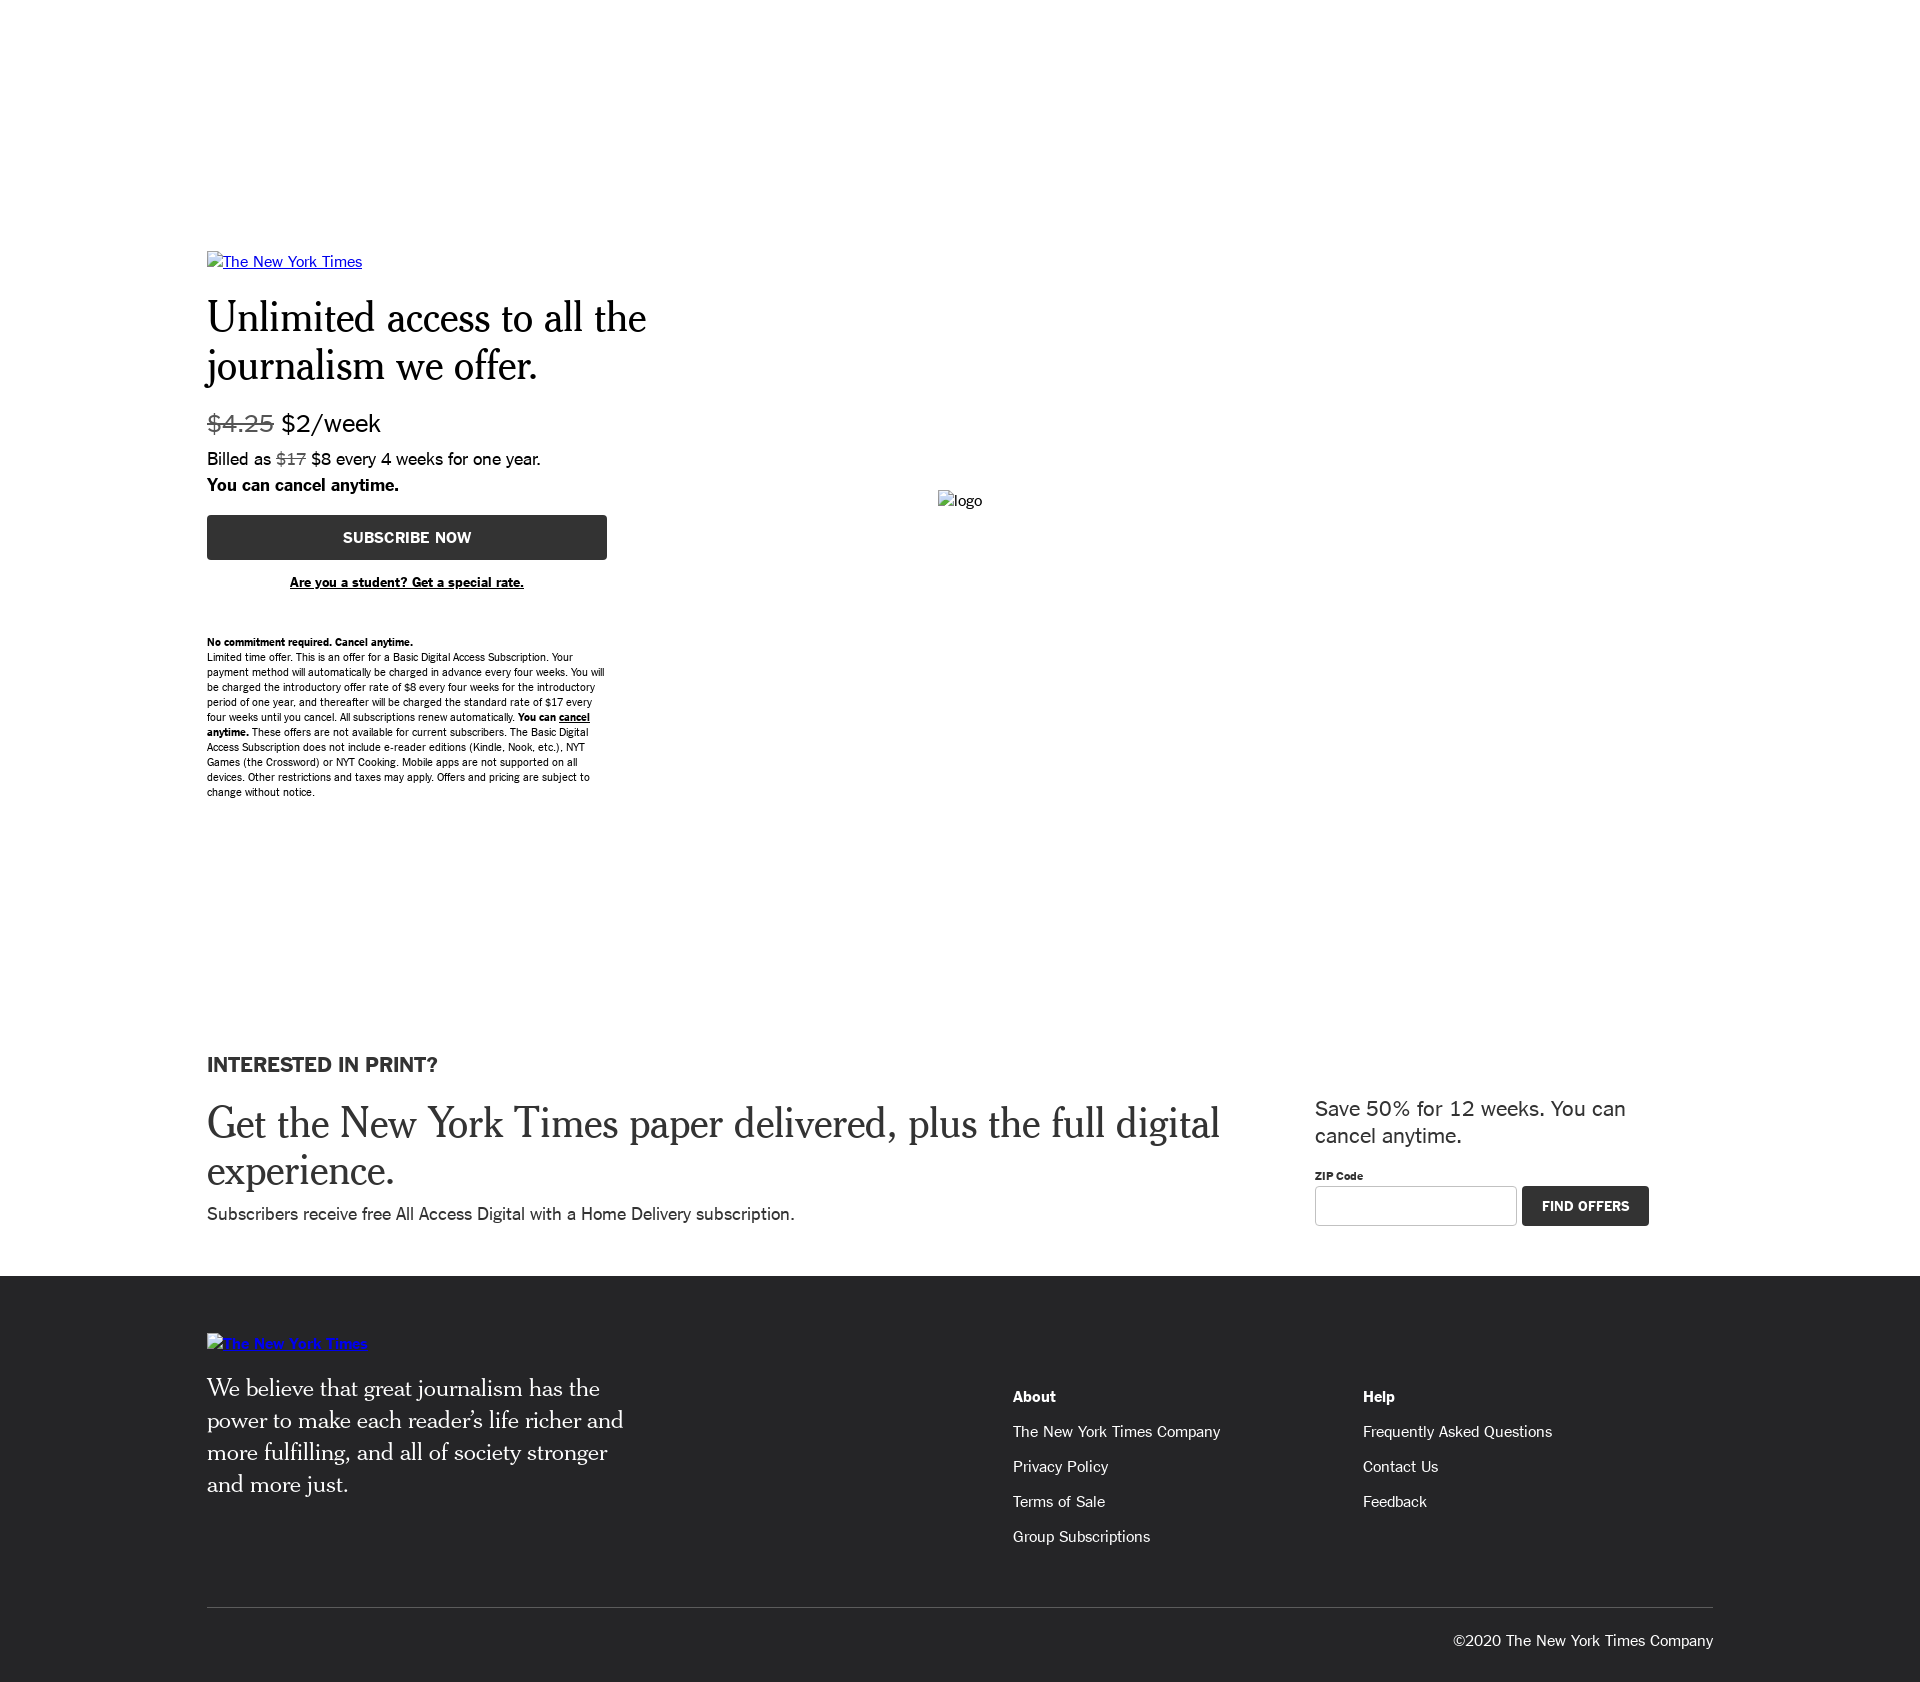 The New York Times
Unlimited access to all the
journalism we offer.
$4.25 $2/week
Billed as $17 $8 every 4 weeks for one year.
You can cancel anytime.
logo
SUBSCRIBE NOW
Are you a student? Get a special rate.
No commitment required. Cancel anytime.
Limited time offer. This is an offer for a Basic Digital Access Subscription. Your
payment method will automatically be charged in advance every four weeks. You will
be charged the introductory offer rate of $8 every four weeks for the introductory
period of one year, and thereafter will be charged the standard rate of $17 every
four weeks until you cancel. All subscriptions renew automatically. You can cancel
anytime. These offers are not available for current subscribers. The Basic Digital
Access Subscription does not include e-reader editions (Kindle, Nook, etc.), NYT
Games (the Crossword) or NYT Cooking. Mobile apps are not supported on all
devices. Other restrictions and taxes may apply. Offers and pricing are subject to
change without notice.
INTERESTED IN PRINT?
Get the New York Times paper delivered, plus the full digital
experience.
Subscribers receive free All Access Digital with a Home Delivery subscription.
Save 50% for 12 weeks. You can
cancel anytime.
ZIP Code
FIND OFFERS
The New York Times
We believe that great journalism has the
power to make each reader’s life richer and
more fulfilling, and all of society stronger
and more just.
About
The New York Times Company
Privacy Policy
Terms of Sale
Group Subscriptions
Help
Frequently Asked Questions
Contact Us
Feedback
©2020 The New York Times Company